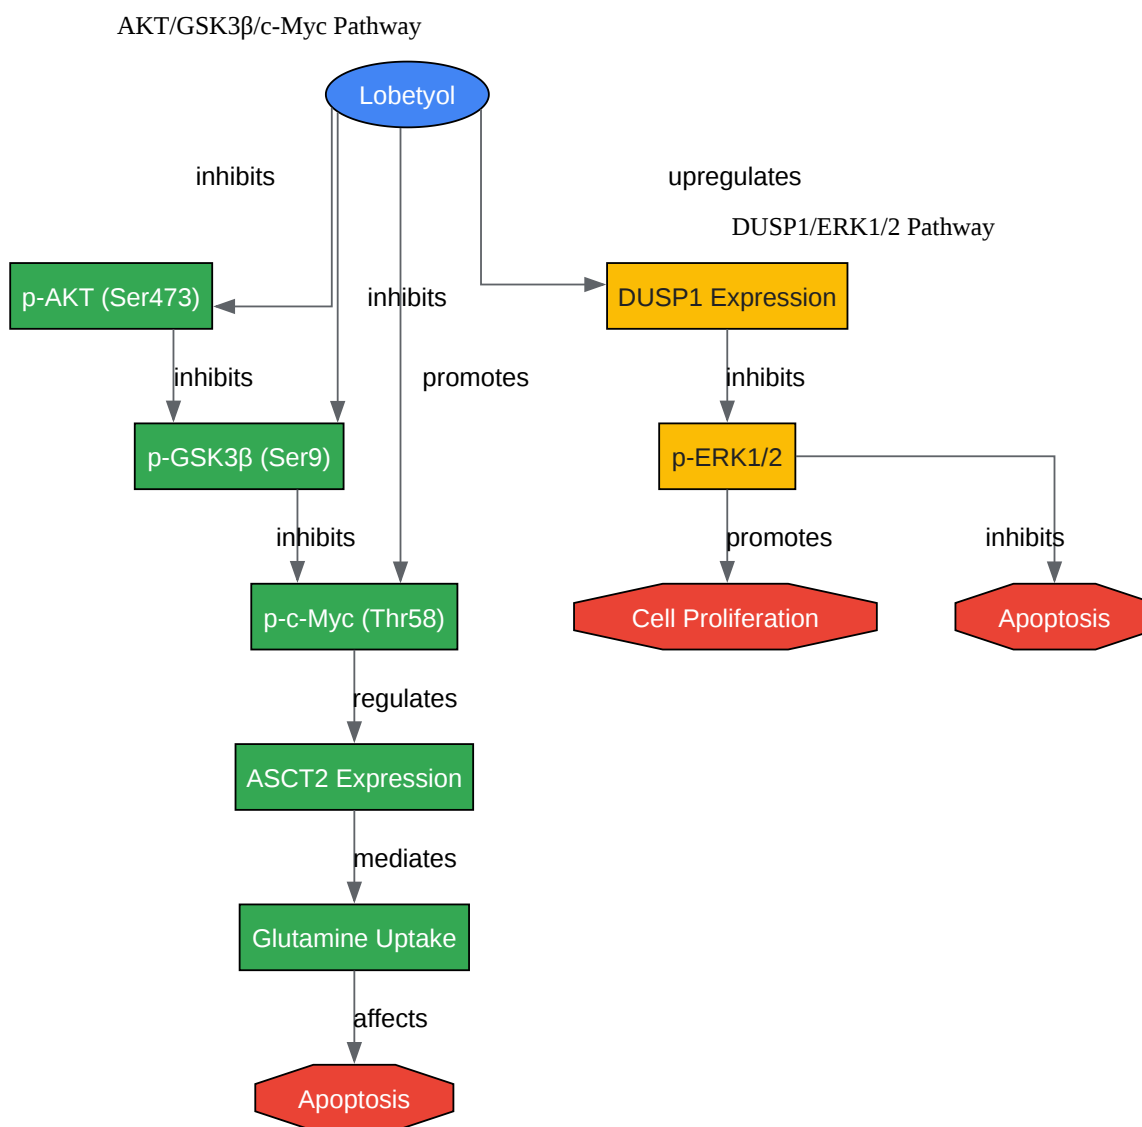 AKT/GSK3β/c-Myc Pathway
Lobetyol
inhibits
upregulates
DUSP1/ERK1/2 Pathway
p-AKT (Ser473)
inhibits
DUSP1 Expression
inhibits
promotes
inhibits
p-GSK3β (Ser9)
p-ERK1/2
inhibits
promotes
inhibits
p-c-Myc (Thr58)
Cell Proliferation
Apoptosis
regulates
ASCT2 Expression
mediates
Glutamine Uptake
affects
Apoptosis